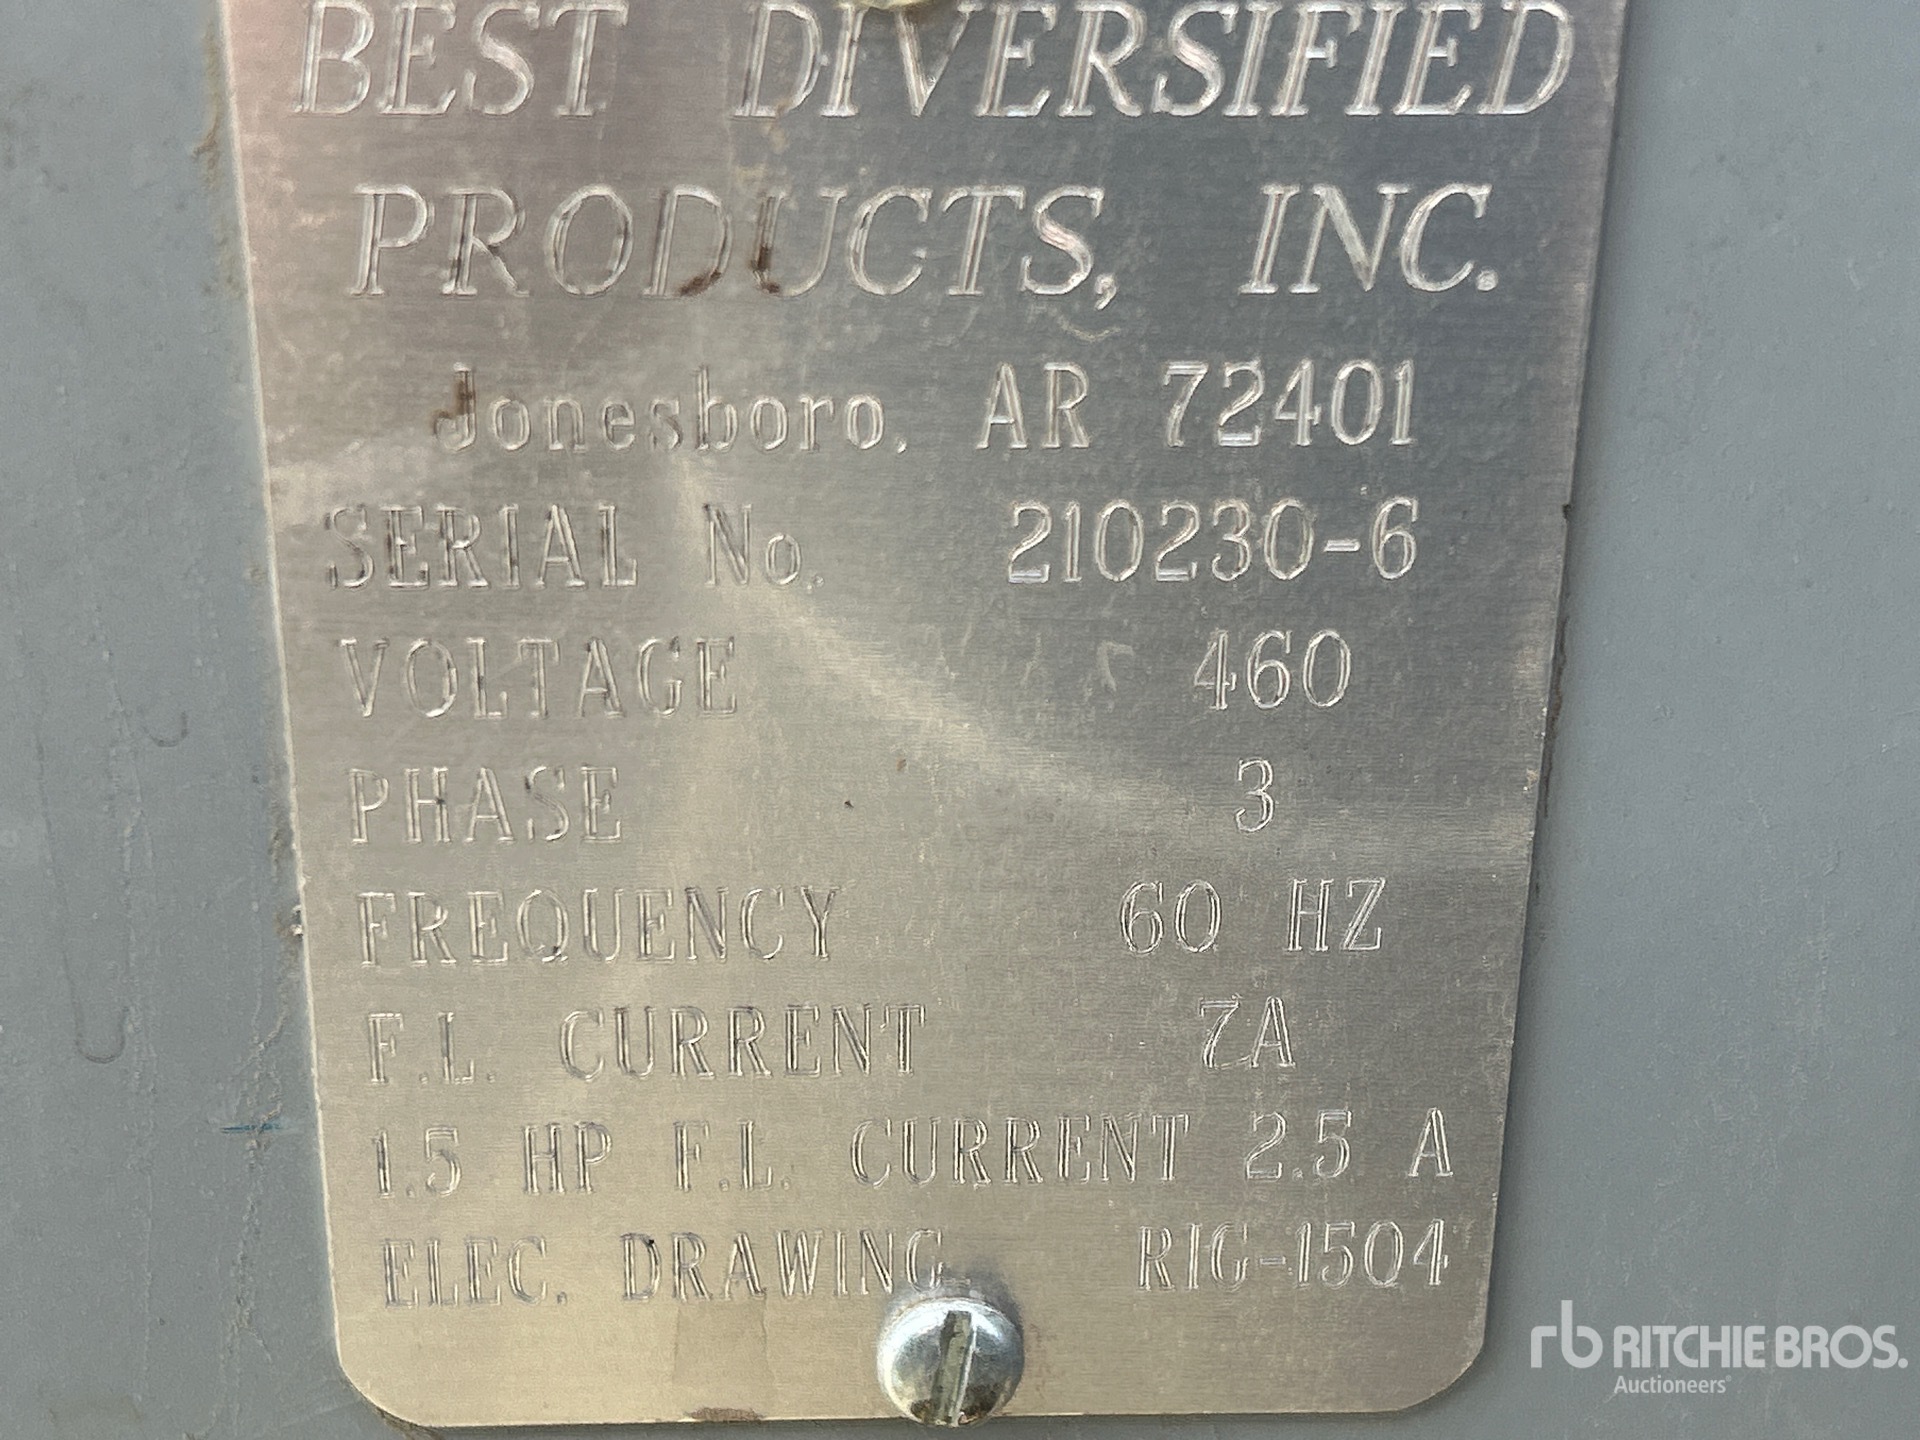 BEST DIVERSIFIED
PRODUCTS, INC.
Jonesboro, AR 72401
SERIAL No. 210230-6
VOLTAGE 460
PHASE 3
FREQUENCY 60 HZ
F.L. CURRENT 7A
1.5 HP F.L. CURRENT 2.5 A
ELEC. DRAWING RIG-1504
rb RITCHIE BROS.
Auctioneers